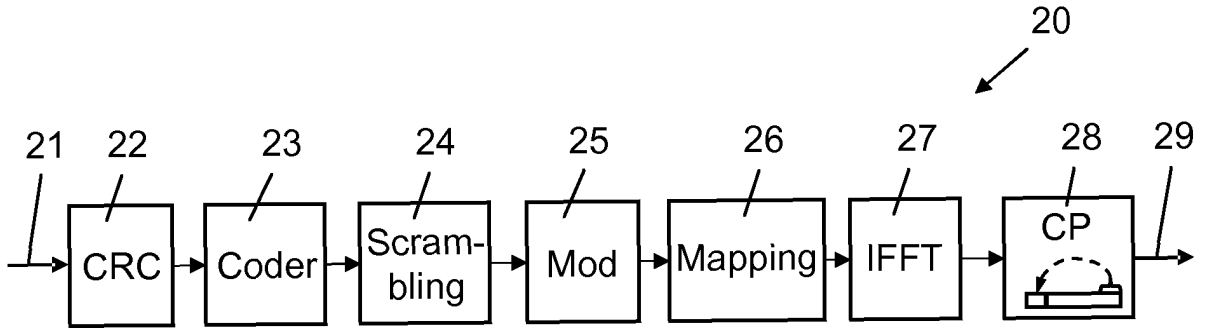 20
21 22 23 24 25 26 27 28 29
CRC Coder Scram-
bling Mod Mapping IFFT CP